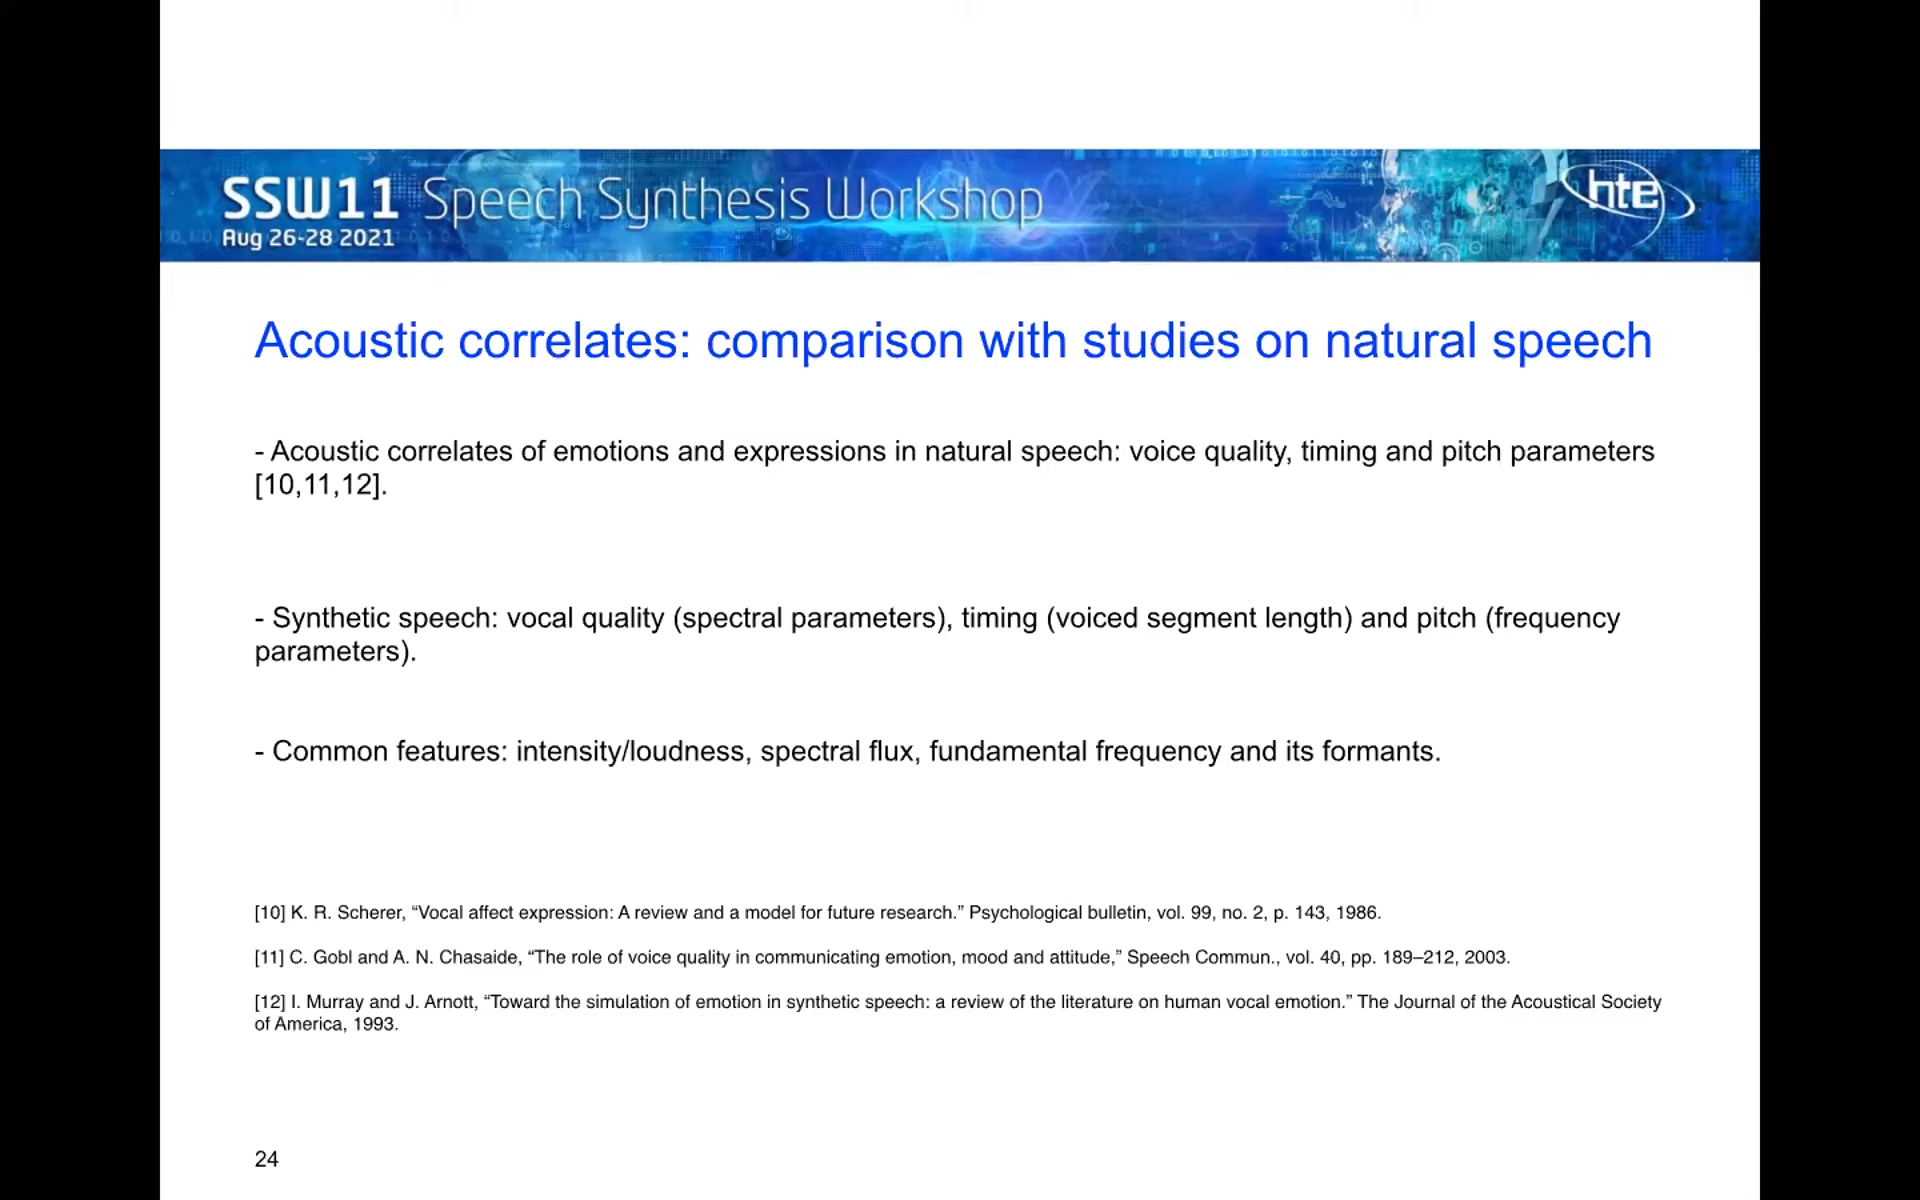 SSW11 Speech Synthesis Workshop
Aug 26-28 2021
hte
Acoustic correlates: comparison with studies on natural speech
- Acoustic correlates of emotions and expressions in natural speech: voice quality, timing and pitch parameters
[10,11,12].
- Synthetic speech: vocal quality (spectral parameters), timing (voiced segment length) and pitch (frequency
parameters).
- Common features: intensity/loudness, spectral flux, fundamental frequency and its formants.
[10] K. R. Scherer, “Vocal affect expression: A review and a model for future research.” Psychological bulletin, vol. 99, no. 2, p. 143, 1986.
[11] C. Gobl and A. N. Chasaide, “The role of voice quality in communicating emotion, mood and attitude,” Speech Commun., vol. 40, pp. 189–212, 2003.
[12] I. Murray and J. Arnott, “Toward the simulation of emotion in synthetic speech: a review of the literature on human vocal emotion.” The Journal of the Acoustical Society
of America, 1993.
24